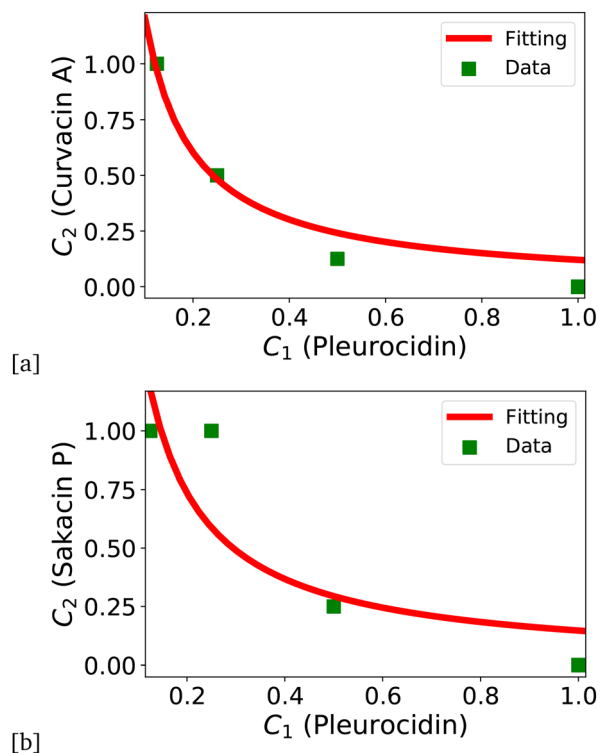 Fitting
Data
1.00
0.75
0.50
0.25
0.00
C₂ (Curvacin A)
0.2 0.4 0.6 0.8 1.0
C₁ (Pleurocidin)
[a]
Fitting
Data
1.00
0.75
0.50
0.25
0.00
C₂ (Sakacin P)
0.2 0.4 0.6 0.8 1.0
C₁ (Pleurocidin)
[b]